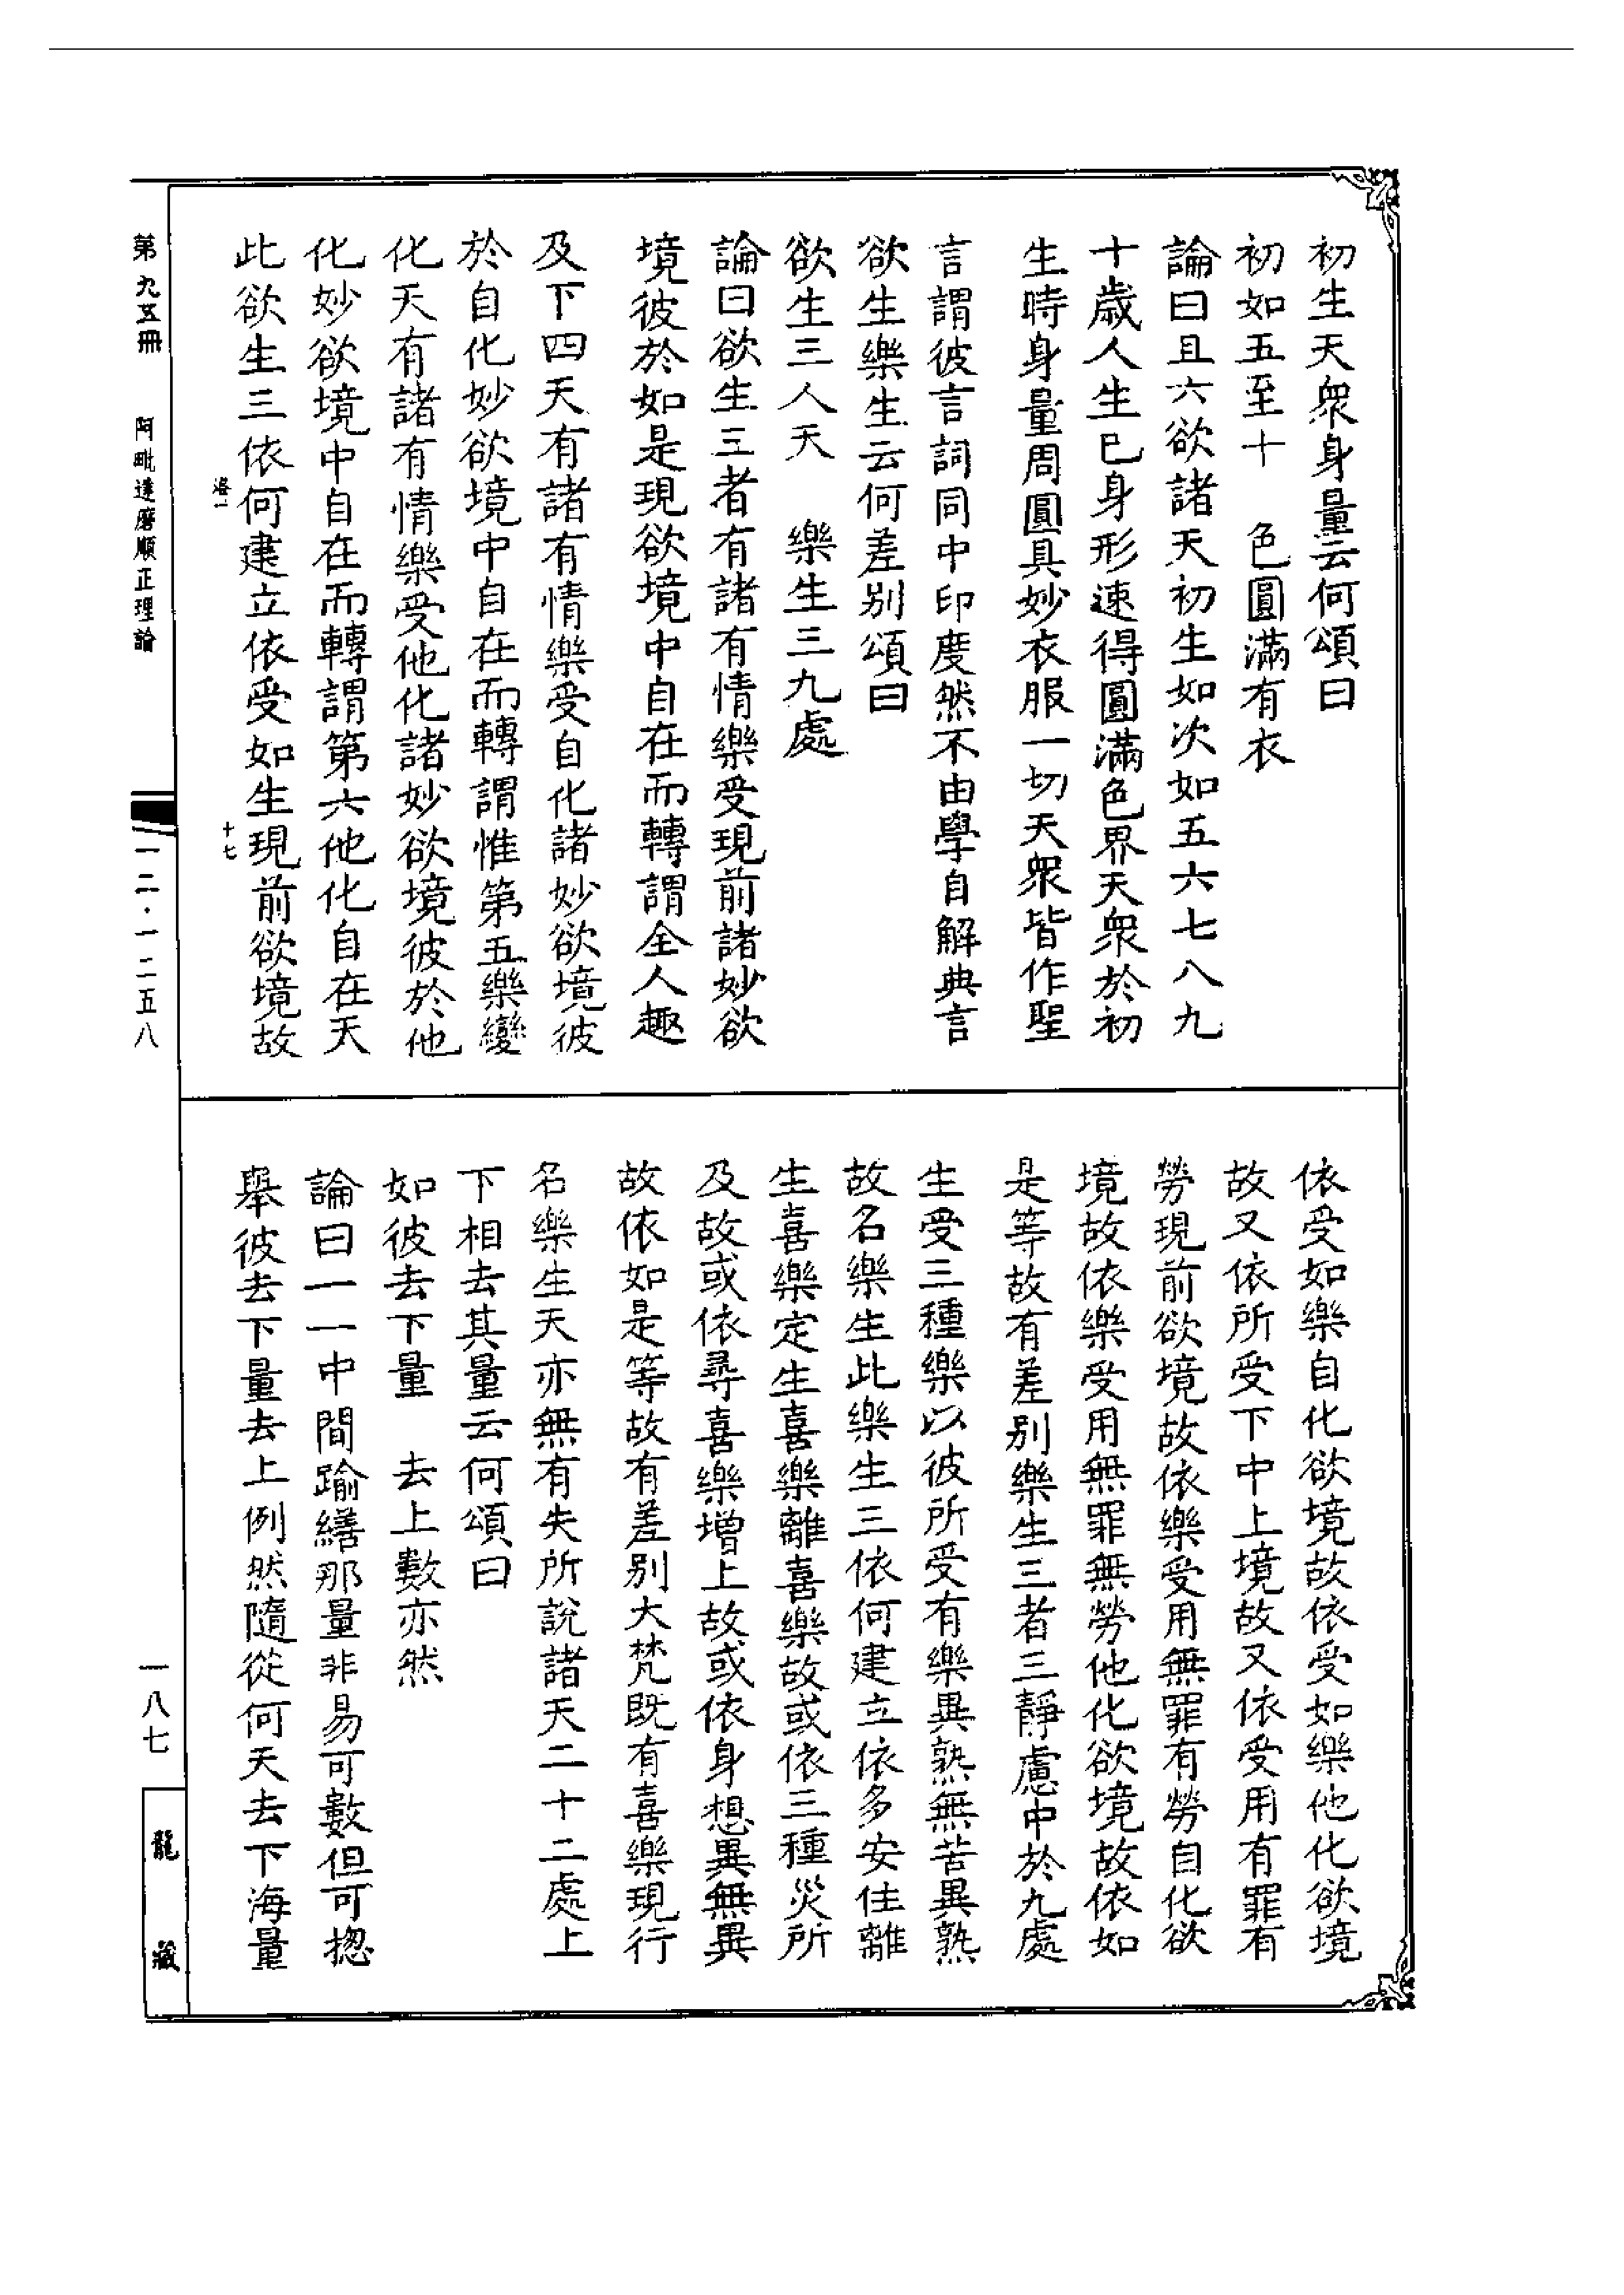 初生天衆身量云何頌曰
初如五至十　色圓滿有衣
論曰且六欲諸天初生如次如五六七八九
十歲人生已身形速得圓滿色界天衆於初
生時身量周圓具妙衣服一切天衆皆作聖
言謂彼言詞同中印度然不由學自解典言
欲生樂生云何差別頌曰
欲生三人天　樂生三九處
論曰欲生三者有諸有情樂受現前諸妙欲
境彼於如是現欲境中自在而轉謂全人趣
及下四天有諸有情樂受自化諸妙欲境彼
於自化妙欲境中自在而轉謂惟第五樂變
化天有諸有情樂受他化諸妙欲境彼於他
化妙欲境中自在而轉謂第六他化自在天
此欲生三依何建立依受如生現前欲境故
十七
依受如樂自化欲境故依受如樂他化欲境
故又依所受下中上境故又依受用有罪有
勞現前欲境故依樂受用無罪有勞自化欲
境故依樂受用無罪無勞他化欲境故依如
是等故有差別樂生三者三靜慮中於九處
生受三種樂以彼所受有樂異熟無苦異熟
故名樂生此樂生三依何建立依多安住離
生喜樂定生喜樂離喜樂故或依三種災所
及故或依尋喜樂增上故或依身想異無異
故依如是等故有差別大梵既有喜樂現行
名樂生天亦無有失所說諸天二十二處上
下相去其量云何頌曰
如彼去下量　去上數亦然
論曰一一中間踰繕那量非易可數但可揔
舉彼去下量去上例然隨從何天去下海量
第九五冊　阿毗達磨順正理論
一二·一二五八
一八七
龍藏